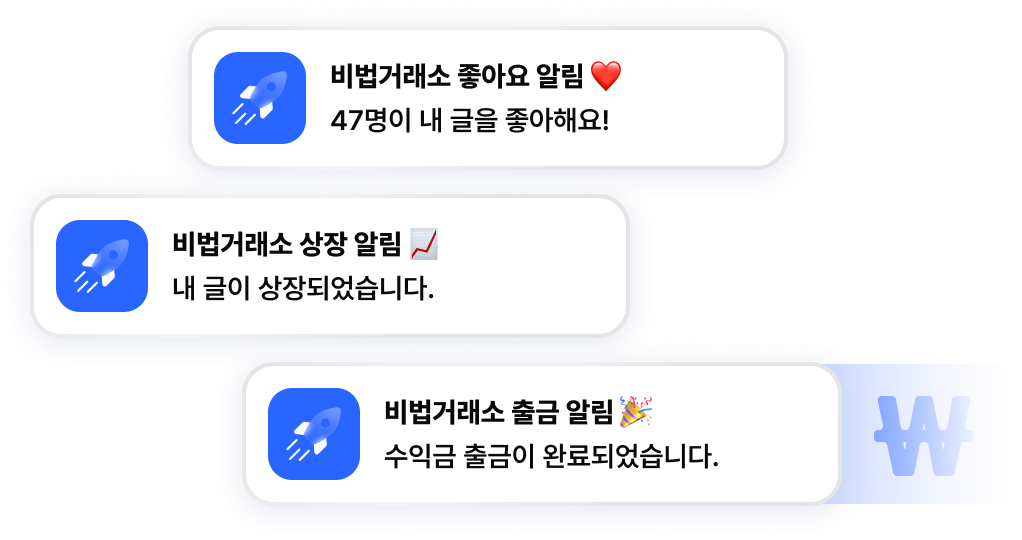 비법거래소 좋아요 알림 ❤️
47명이 내 글을 좋아해요!
비법거래소 상장 알림 📈
내 글이 상장되었습니다.
비법거래소 출금 알림 🎉
수익금 출금이 완료되었습니다.
₩